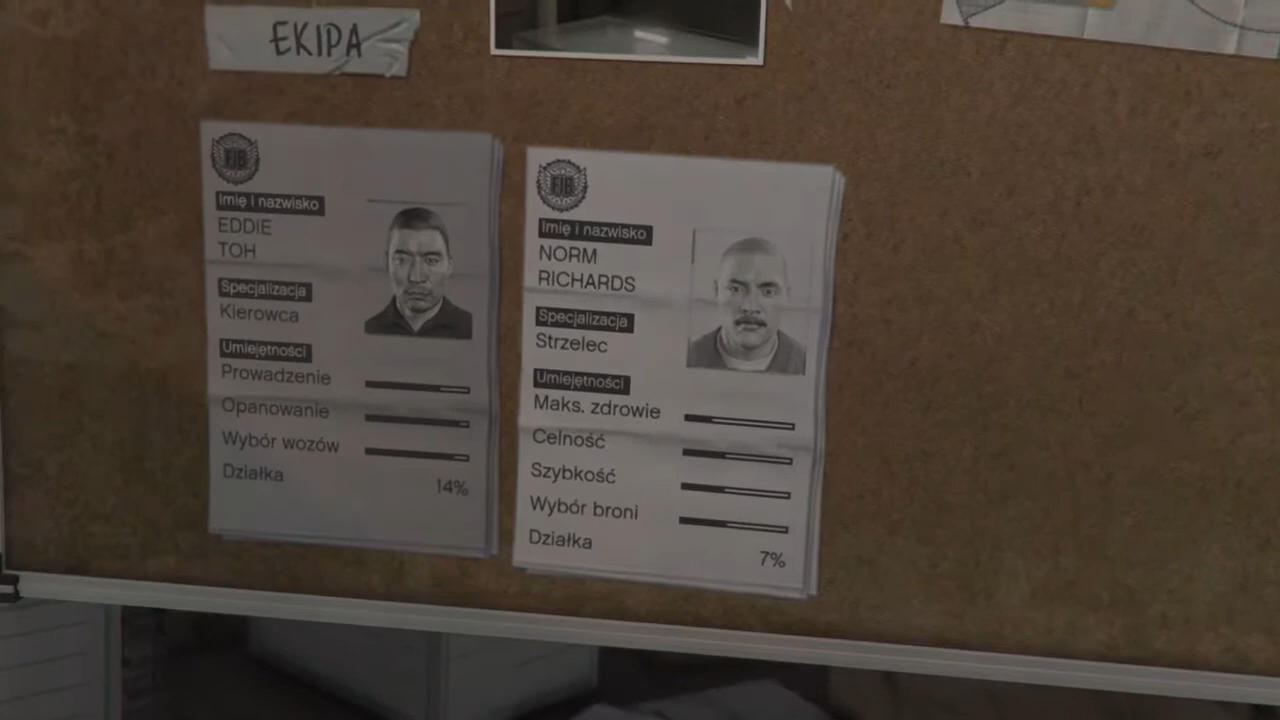 EKIPA
FIB
Imię i nazwisko
EDDIE
TOH
Specjalizacja
Kierowca
Umiejętności
Prowadzenie
Opanowanie
Wybór wozów
Działka 14%
FIB
Imię i nazwisko
NORM
RICHARDS
Specjalizacja
Strzelec
Umiejętności
Maks. zdrowie
Celność
Szybkość
Wybór broni
Działka 7%